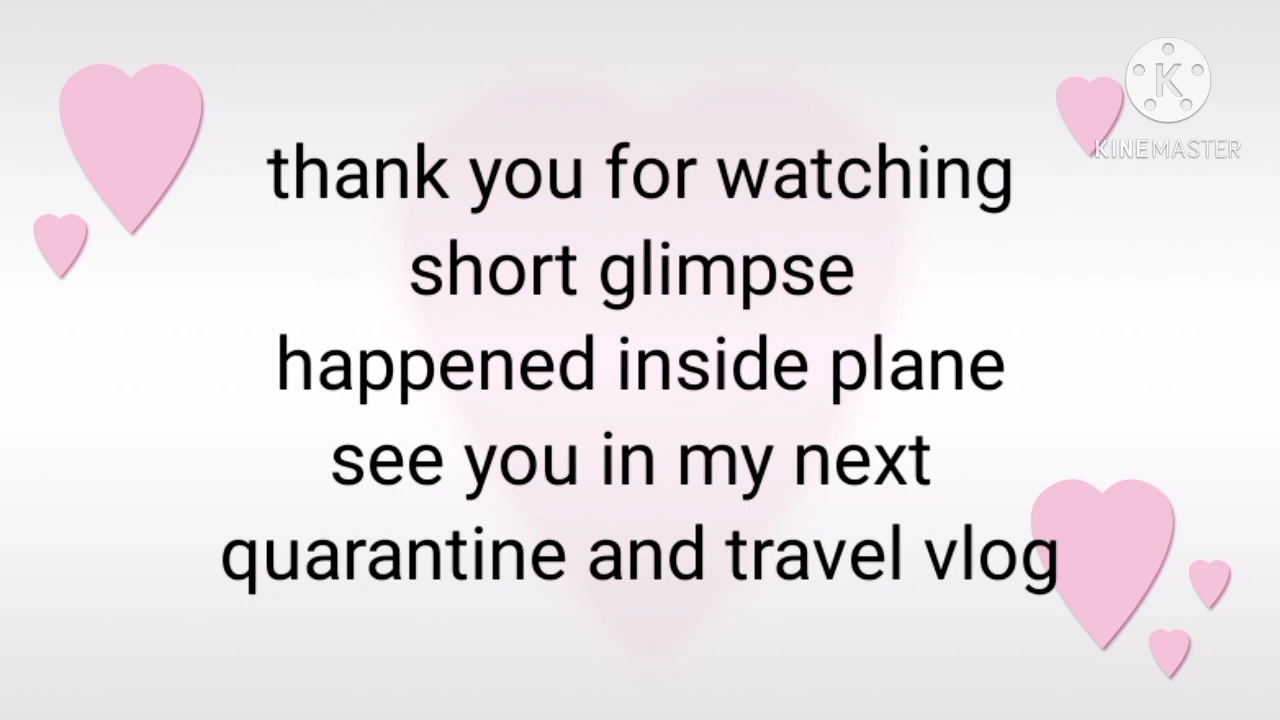 K
KINEMASTER
thank you for watching
short glimpse
happened inside plane
see you in my next
quarantine and travel vlog